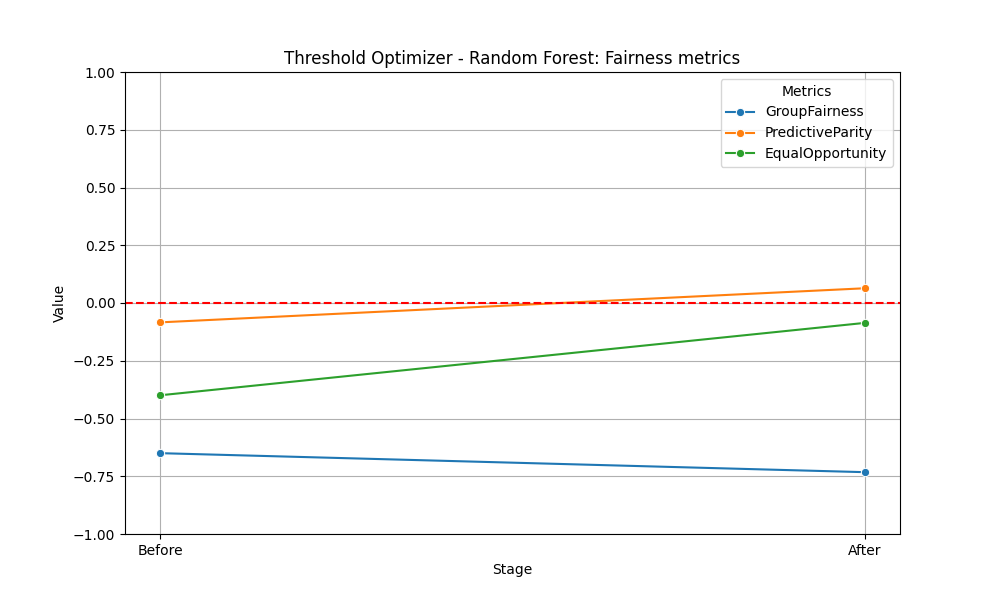 Threshold Optimizer - Random Forest: Fairness metrics
1.00
0.75
0.50
0.25
0.00
−0.25
−0.50
−0.75
−1.00
Value
Metrics
GroupFairness
PredictiveParity
EqualOpportunity
Before
After
Stage